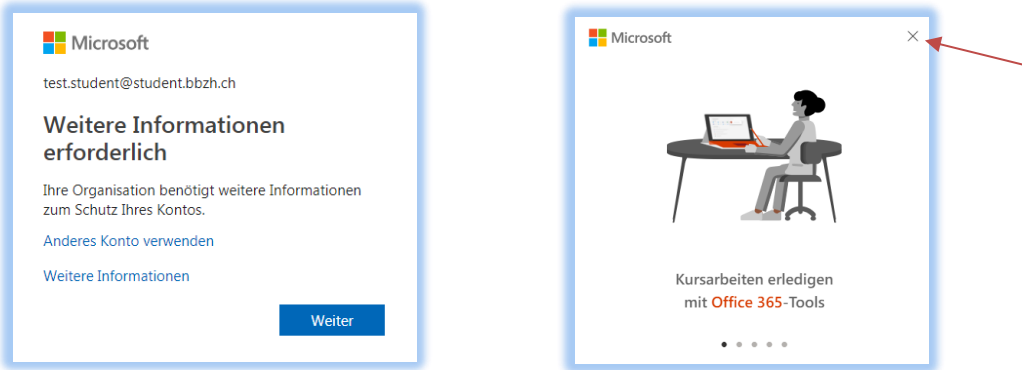 Microsoft
test.student@student.bbzh.ch
Weitere Informationen
erforderlich
Ihre Organisation benötigt weitere Informationen
zum Schutz Ihres Kontos.
Anderes Konto verwenden
Weitere Informationen
Weiter
Microsoft
Kursarbeiten erledigen
mit Office 365-Tools